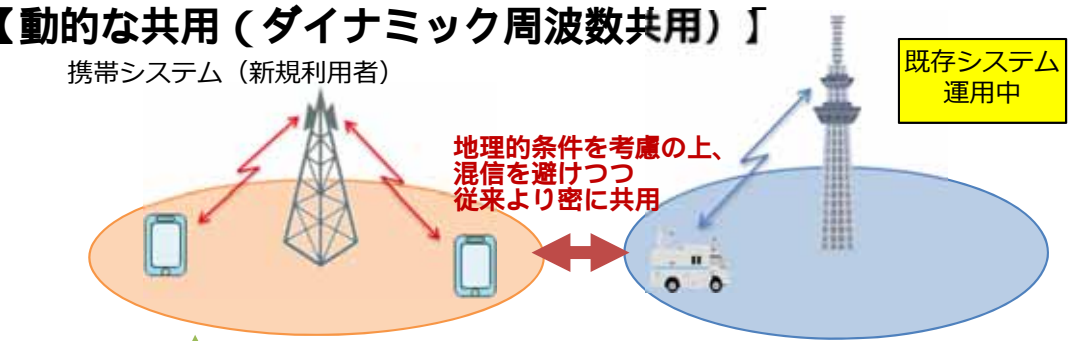 【動的な共用（ダイナミック周波数共用）】
携帯システム（新規利用者）
既存システム
運用中
地理的条件を考慮の上、
混信を避けつつ
従来より密に共用